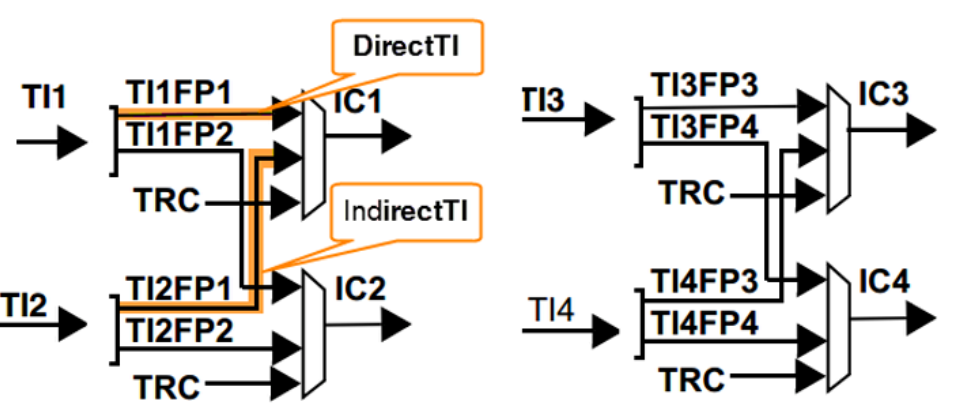 DirectTI
TI1
TI1FP1
IC1
TI1FP2
TRC
IndirectTI
TI2
TI2FP1
IC2
TI2FP2
TRC
TI3
TI3FP3
IC3
TI3FP4
TRC
TI4
TI4FP3
IC4
TI4FP4
TRC